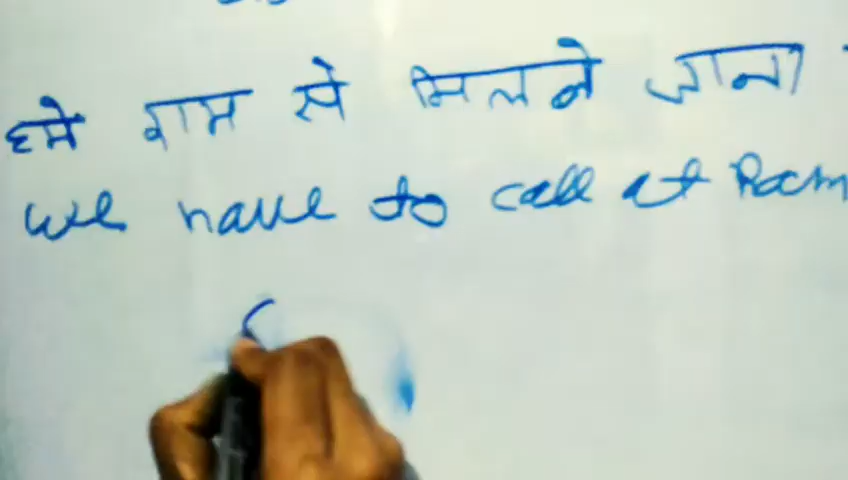 हमें राम से मिलने जाना
we have to call at Ram